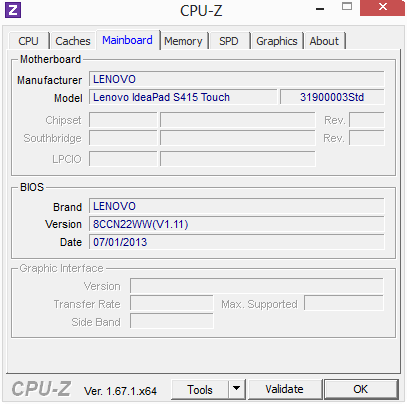 CPU-Z
CPU Caches Mainboard Memory SPD Graphics About
Motherboard
Manufacturer LENOVO
Model Lenovo IdeaPad S415 Touch 31900003Std
Chipset Rev.
Southbridge Rev.
LPCIO
BIOS
Brand LENOVO
Version 8CCN22WW(V1.11)
Date 07/01/2013
Graphic Interface
Version
Transfer Rate Max. Supported
Side Band
CPU-Z Ver. 1.67.1.x64 Tools Validate OK